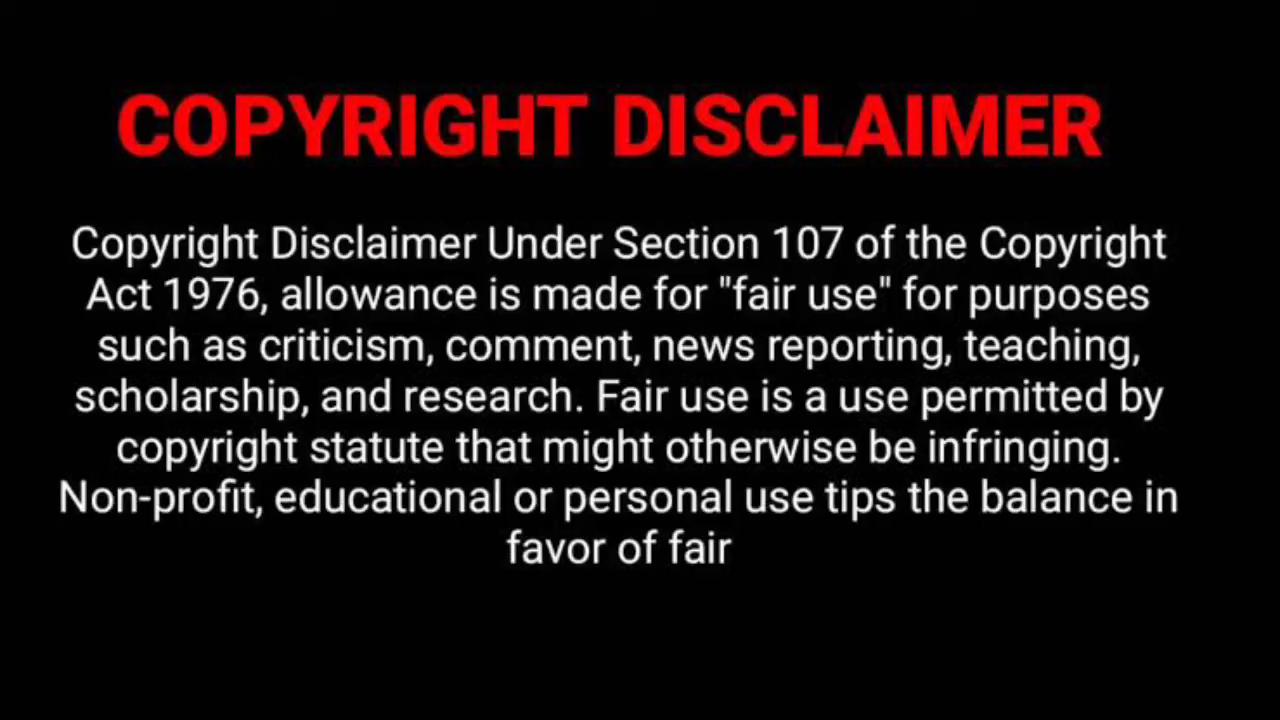 COPYRIGHT DISCLAIMER
Copyright Disclaimer Under Section 107 of the Copyright
Act 1976, allowance is made for "fair use" for purposes
such as criticism, comment, news reporting, teaching,
scholarship, and research. Fair use is a use permitted by
copyright statute that might otherwise be infringing.
Non-profit, educational or personal use tips the balance in
favor of fair